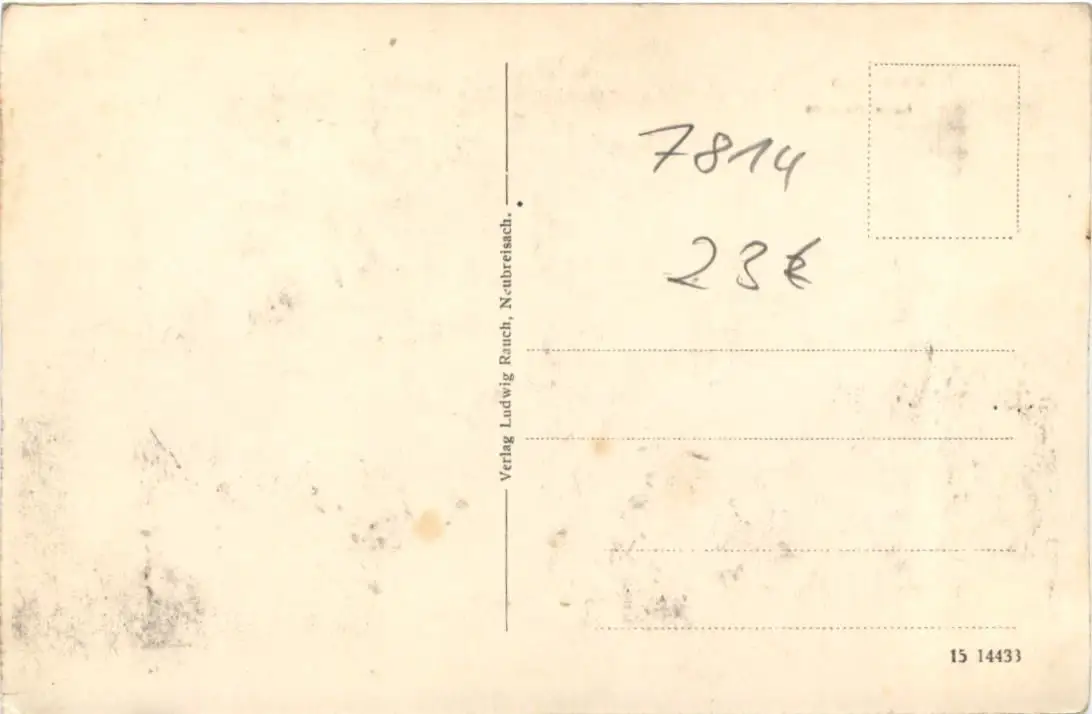 Verlag Ludwig Rauch, Neubreisach.
7814
23€
15 14433